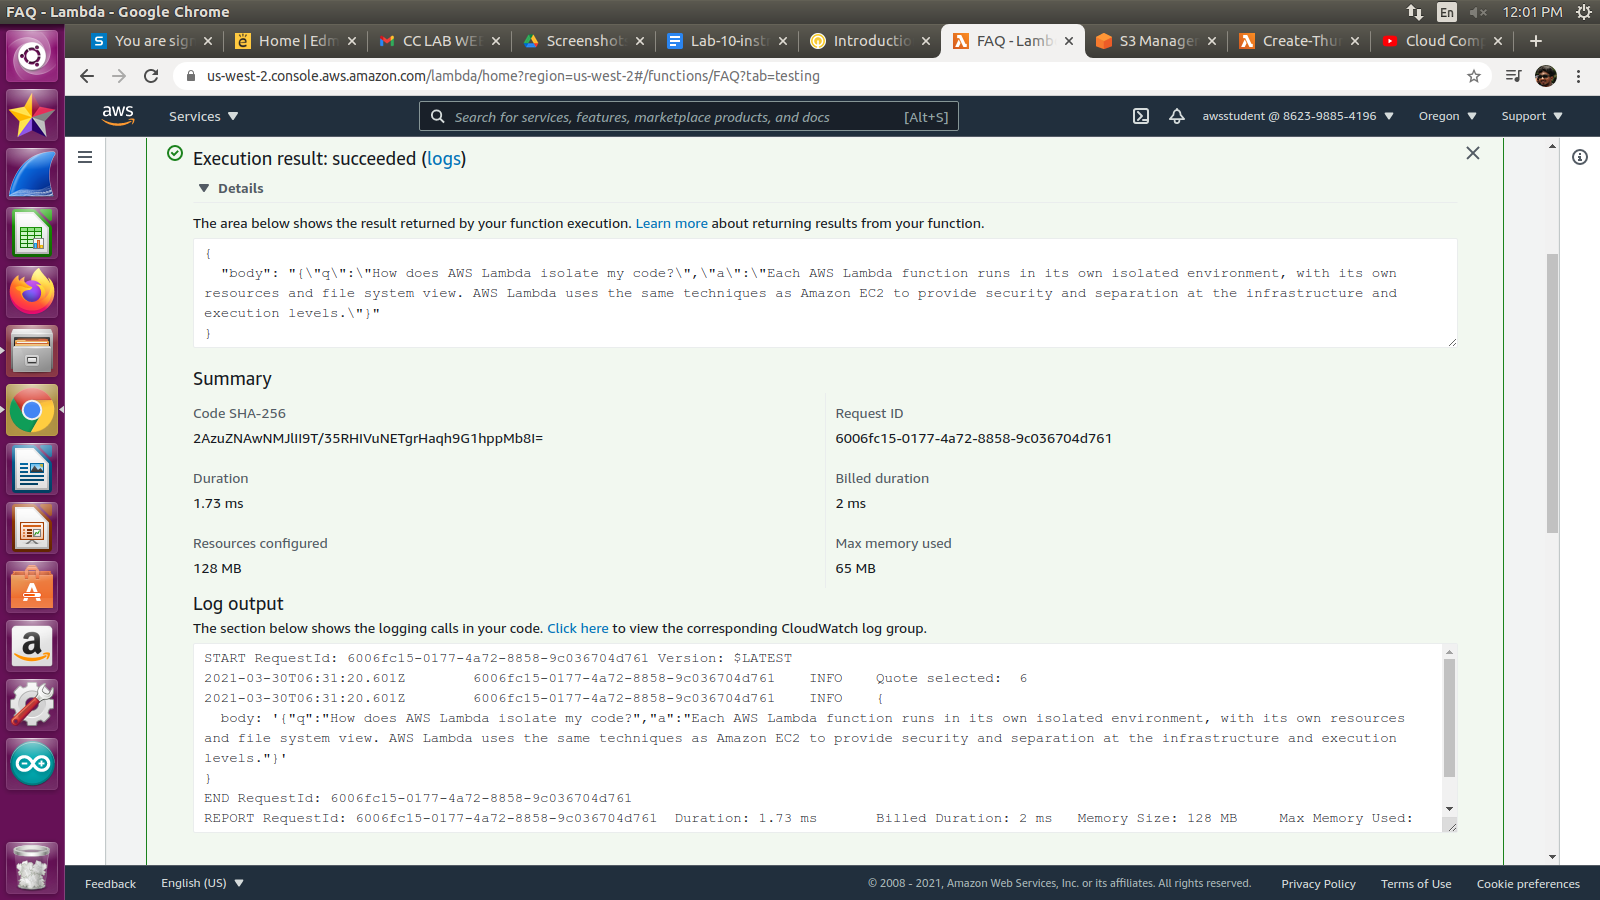 FAQ - Lambda - Google Chrome
En
12:01 PM
You are sig
Home | Edm
CC LAB WE
Screenshot
Lab-10-inst
Introductio
FAQ - Lamb
S3 Manage
Create-Thu
Cloud Com
us-west-2.console.aws.amazon.com/lambda/home?region=us-west-2#/functions/FAQ?tab=testing
aws
Services
Search for services, features, marketplace products, and docs
[Alt+S]
awsstudent @ 8623-9885-4196
Oregon
Support
Execution result: succeeded (logs)
Details
The area below shows the result returned by your function execution. Learn more about returning results from your function.
{
"body": "{\"q\":\"How does AWS Lambda isolate my code?\",\"a\":\"Each AWS Lambda function runs in its own isolated environment, with its own
resources and file system view. AWS Lambda uses the same techniques as Amazon EC2 to provide security and separation at the infrastructure and
execution levels.\"}"
}
Summary
Code SHA-256
Request ID
2AzuZNAwNMJlII9T/35RHIVuNETgrHaqh9G1hppMb8I=
6006fc15-0177-4a72-8858-9c036704d761
Duration
Billed duration
1.73 ms
2 ms
Resources configured
Max memory used
128 MB
65 MB
Log output
The section below shows the logging calls in your code. Click here to view the corresponding CloudWatch log group.
START RequestId: 6006fc15-0177-4a72-8858-9c036704d761 Version: $LATEST
2021-03-30T06:31:20.601Z 6006fc15-0177-4a72-8858-9c036704d761 INFO Quote selected: 6
2021-03-30T06:31:20.601Z 6006fc15-0177-4a72-8858-9c036704d761 INFO {
body: '{"q":"How does AWS Lambda isolate my code?","a":"Each AWS Lambda function runs in its own isolated environment, with its own resources
and file system view. AWS Lambda uses the same techniques as Amazon EC2 to provide security and separation at the infrastructure and execution
levels."}'
}
END RequestId: 6006fc15-0177-4a72-8858-9c036704d761
REPORT RequestId: 6006fc15-0177-4a72-8858-9c036704d761 Duration: 1.73 ms Billed Duration: 2 ms Memory Size: 128 MB Max Memory Used:
Feedback
English (US)
© 2008 - 2021, Amazon Web Services, Inc. or its affiliates. All rights reserved.
Privacy Policy
Terms of Use
Cookie preferences